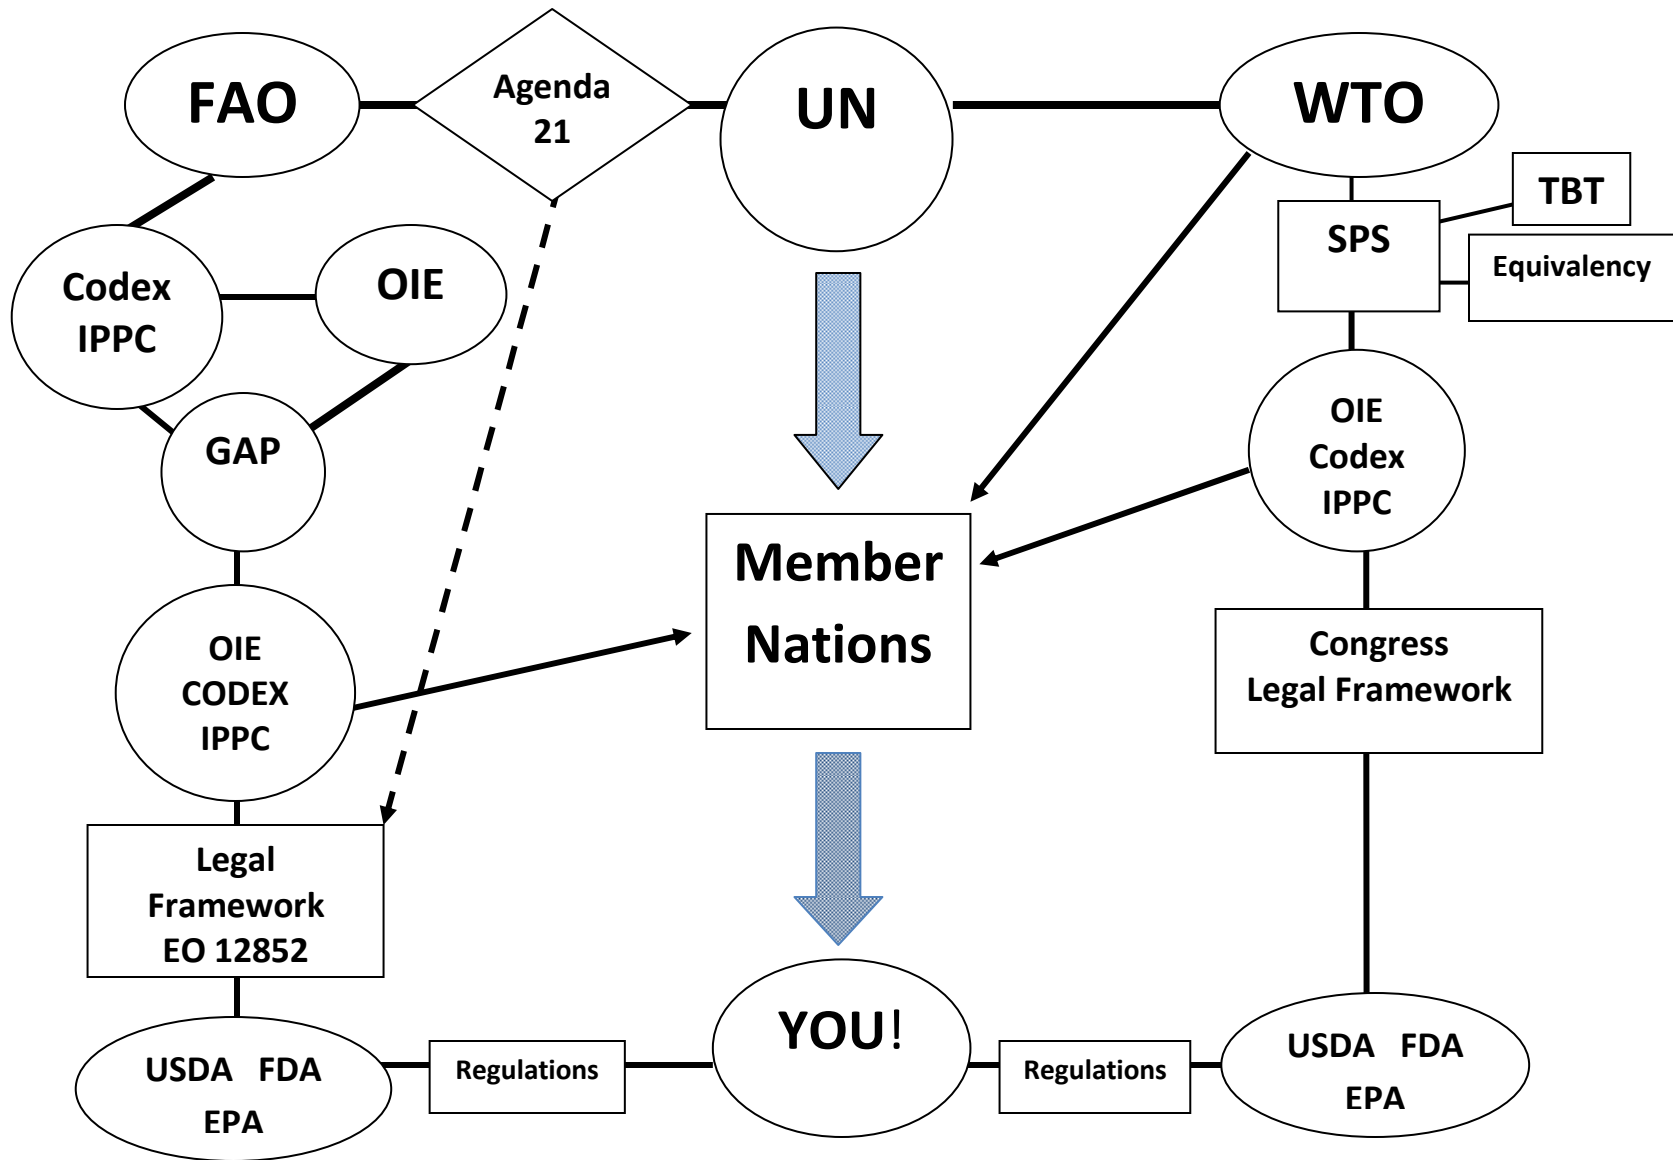 FAO
Agenda
21
UN
WTO
TBT
SPS
Equivalency
Codex
IPPC
OIE
GAP
OIE
Codex
IPPC
Member
Nations
OIE
CODEX
IPPC
Congress
Legal Framework
Legal
Framework
EO 12852
YOU!
USDA FDA
EPA
Regulations
Regulations
USDA FDA
EPA